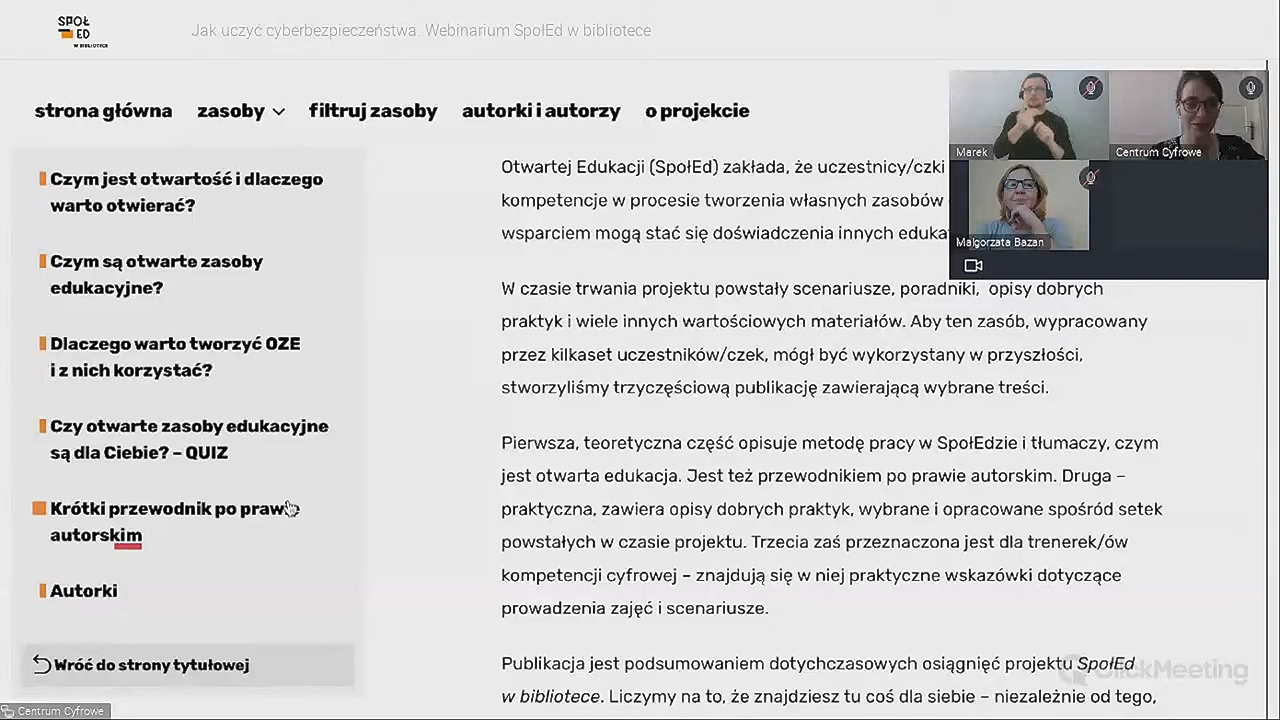 SPOŁ
ED
W BIBLIOTECE
Jak uczyć cyberbezpieczeństwa. Webinarium SpołEd w bibliotece
strona główna zasoby filtruj zasoby autorki i autorzy o projekcie
Czym jest otwartość i dlaczego
warto otwierać?
Czym są otwarte zasoby
edukacyjne?
Dlaczego warto tworzyć OZE
i z nich korzystać?
Czy otwarte zasoby edukacyjne
są dla Ciebie? – QUIZ
Krótki przewodnik po prawie
autorskim
Autorki
Wróć do strony tytułowej
Centrum Cyfrowe
Otwartej Edukacji (SpołEd) zakłada, że uczestnicy/czki
kompetencje w procesie tworzenia własnych zasobów
wsparciem mogą stać się doświadczenia innych eduka
W czasie trwania projektu powstały scenariusze, poradniki, opisy dobrych
praktyk i wiele innych wartościowych materiałów. Aby ten zasób, wypracowany
przez kilkaset uczestników/czek, mógł być wykorzystany w przyszłości,
stworzyliśmy trzyczęściową publikację zawierającą wybrane treści.
Pierwsza, teoretyczna część opisuje metodę pracy w SpołEdzie i tłumaczy, czym
jest otwarta edukacja. Jest też przewodnikiem po prawie autorskim. Druga –
praktyczna, zawiera opisy dobrych praktyk, wybrane i opracowane spośród setek
powstałych w czasie projektu. Trzecia zaś przeznaczona jest dla trenerek/ów
kompetencji cyfrowej – znajdują się w niej praktyczne wskazówki dotyczące
prowadzenia zajęć i scenariusze.
Publikacja jest podsumowaniem dotychczasowych osiągnięć projektu SpołEd
w bibliotece. Liczymy na to, że znajdziesz tu coś dla siebie – niezależnie od tego,
Marek
Centrum Cyfrowe
Malgorzata Bazan
ClickMeeting